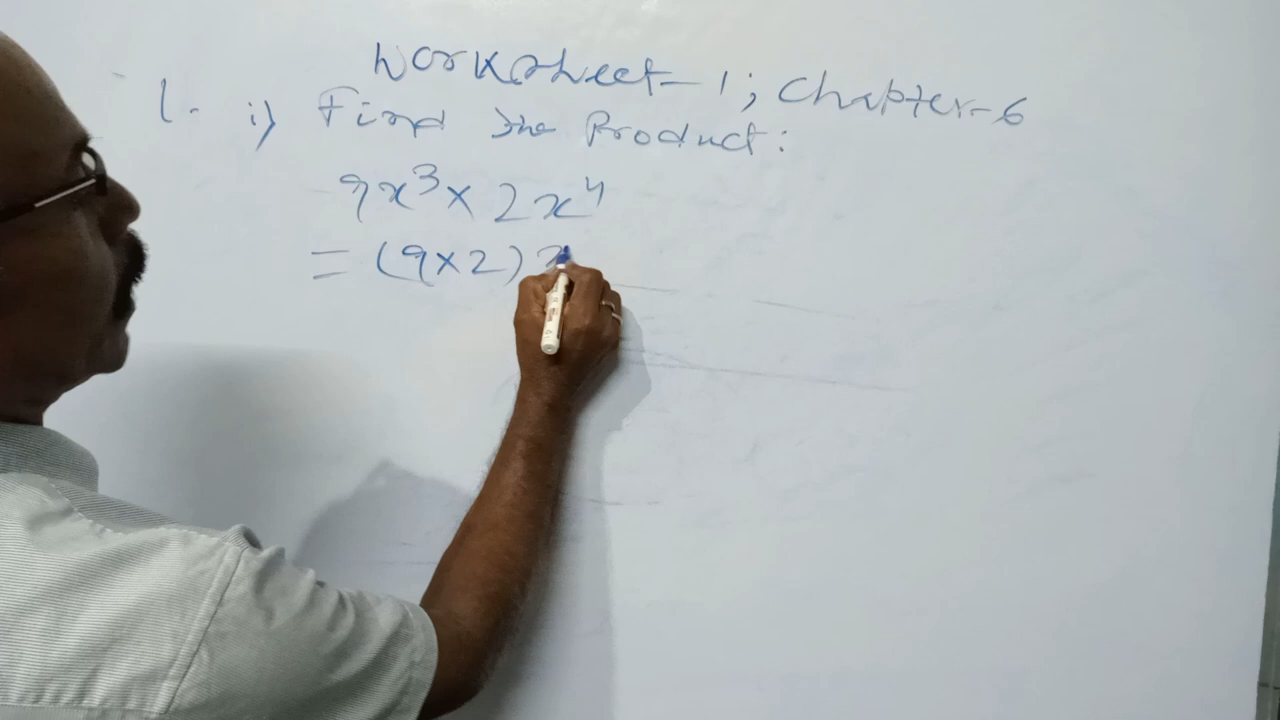 Worksheet-1; Chapter-6
1. i) Find the Product:
9x³ × 2x⁴
= (9×2) x